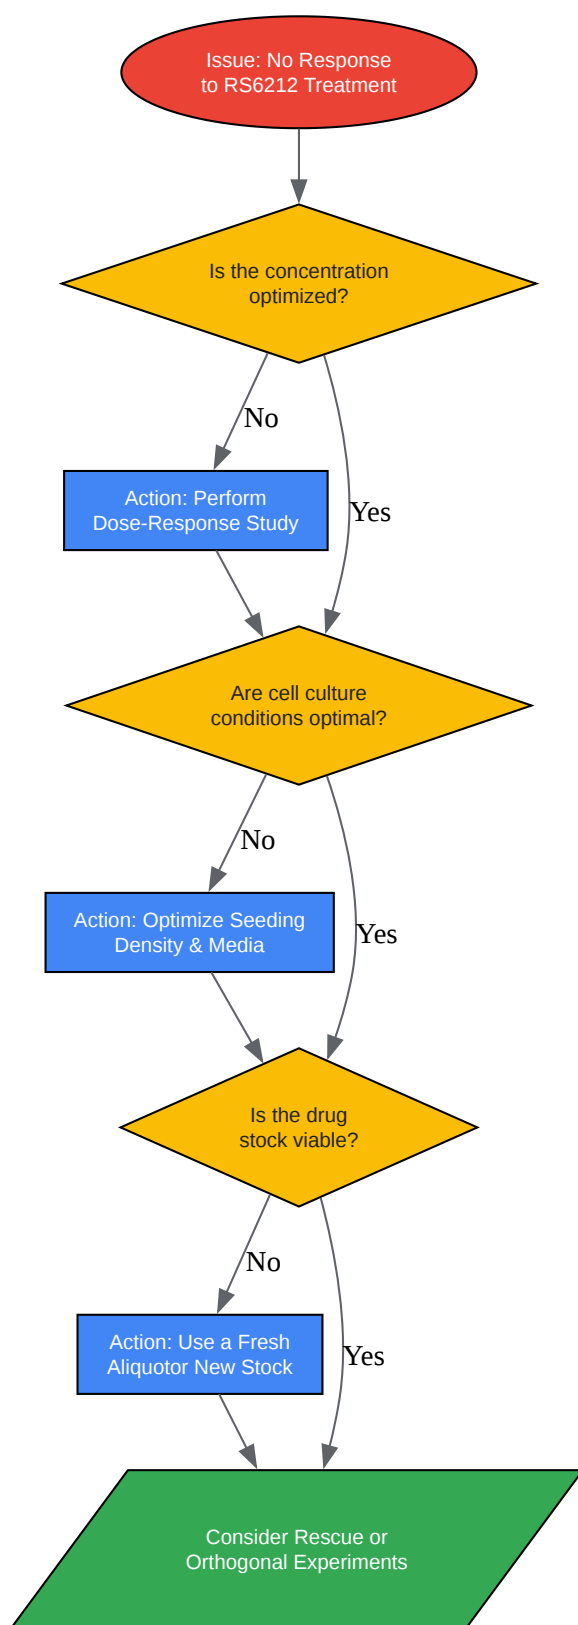 Issue: No Response
to RS6212 Treatment
Is the concentration
optimized?
No
Action: Perform
Dose-Response Study
Yes
Are cell culture
conditions optimal?
No
Action: Optimize Seeding
Density & Media
Yes
Is the drug
stock viable?
No
Action: Use a Fresh
Aliquotor New Stock
Yes
Consider Rescue or
Orthogonal Experiments